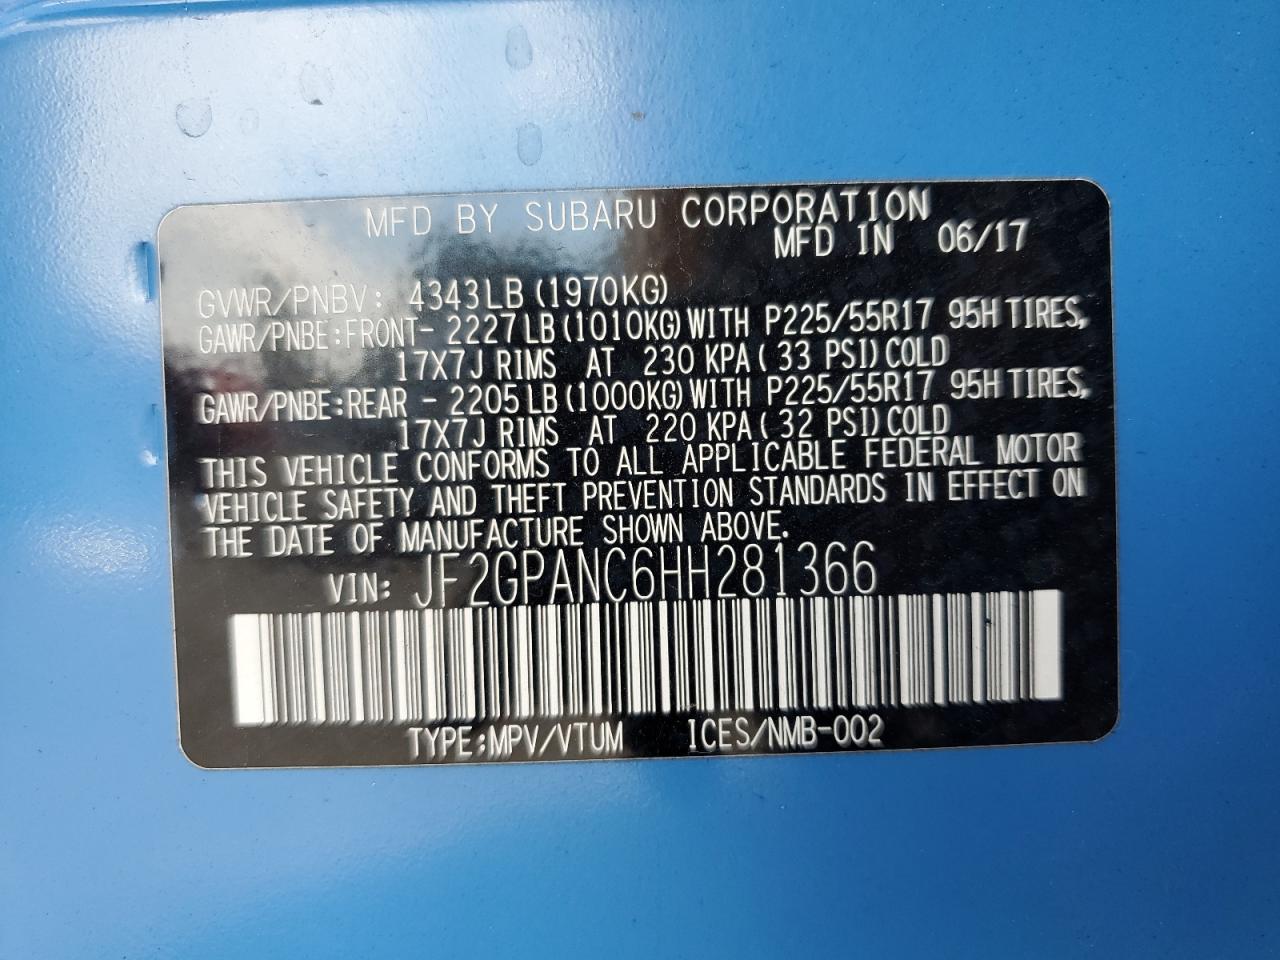 MFD BY SUBARU CORPORATION
MFD IN 06/17
GVWR/PNBV: 4343LB (1970KG)
GAWR/PNBE:FRONT- 2227LB(1010KG)WITH P225/55R17 95H TIRES,
17X7J RIMS AT 230 KPA( 33 PSI)COLD
GAWR/PNBE:REAR - 2205LB(1000KG)WITH P225/55R17 95H TIRES,
17X7J RIMS AT 220 KPA( 32 PSI)COLD
THIS VEHICLE CONFORMS TO ALL APPLICABLE FEDERAL MOTOR
VEHICLE SAFETY AND THEFT PREVENTION STANDARDS IN EFFECT ON
THE DATE OF MANUFACTURE SHOWN ABOVE.
VIN: JF2GPANC6HH281366
TYPE:MPV/VTUM ICES/NMB-002